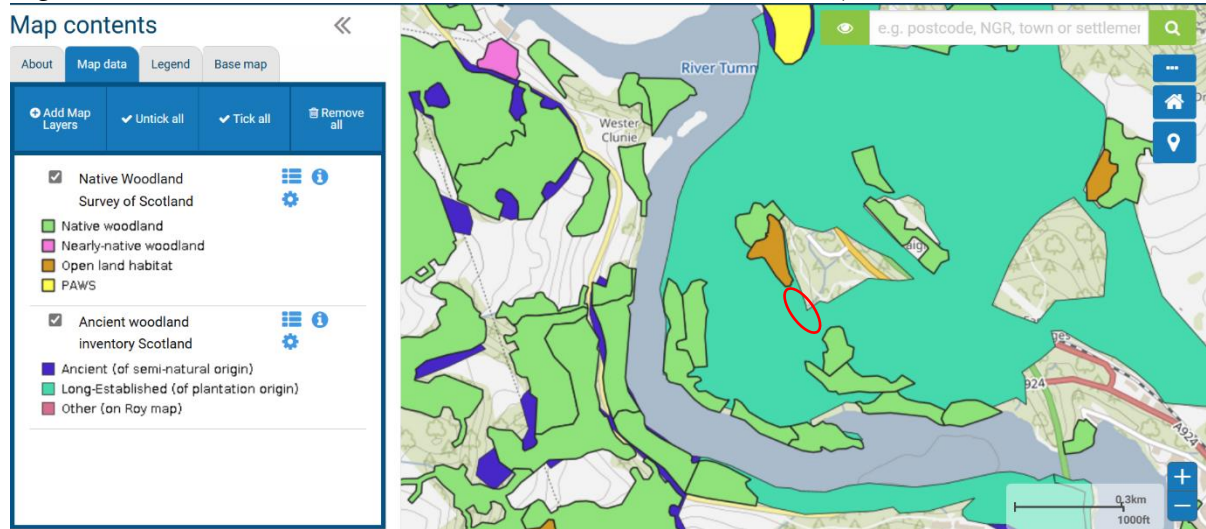 Map contents
About Map data Legend Base map
Add Map Layers
Untick all
Tick all
Remove all
Native Woodland
Survey of Scotland
Native woodland
Nearly-native woodland
Open land habitat
PAWS
Ancient woodland
inventory Scotland
Ancient (of semi-natural origin)
Long-Established (of plantation origin)
Other (on Roy map)
e.g. postcode, NGR, town or settlemer
River Tumm
Wester
Clunie
aig
924
A924
0.3km
1000ft